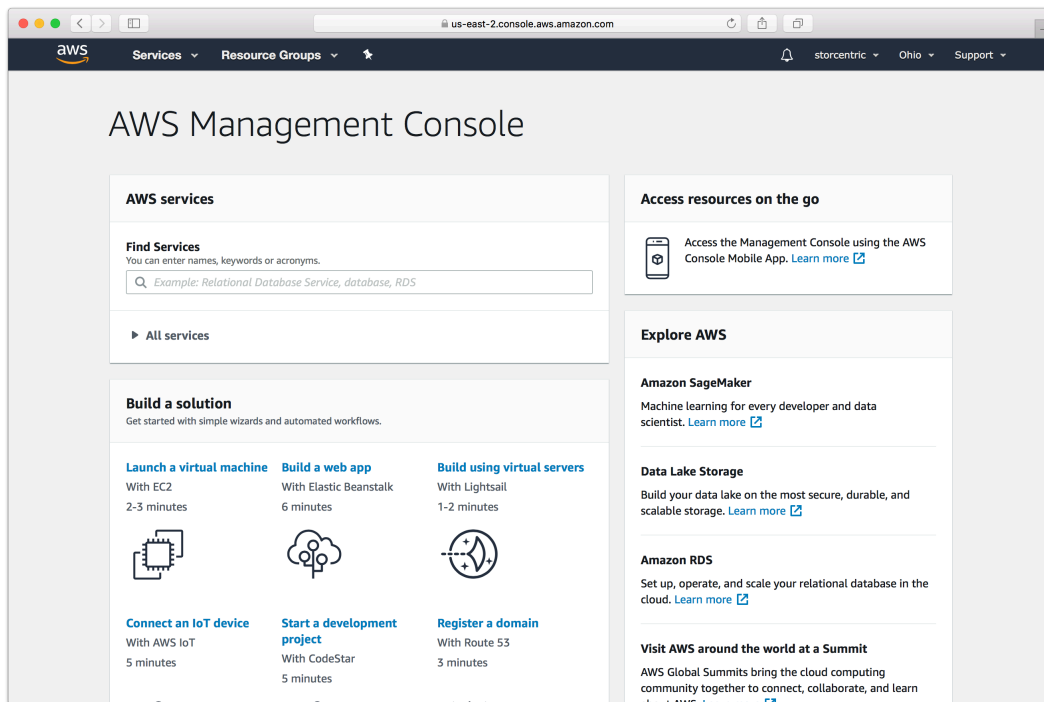 us-east-2.console.aws.amazon.com
aws
Services
Resource Groups
storcentric
Ohio
Support
AWS Management Console
AWS services
Find Services
You can enter names, keywords or acronyms.
Example: Relational Database Service, database, RDS
All services
Build a solution
Get started with simple wizards and automated workflows.
Launch a virtual machine
With EC2
2-3 minutes
Build a web app
With Elastic Beanstalk
6 minutes
Build using virtual servers
With Lightsail
1-2 minutes
Connect an IoT device
With AWS IoT
5 minutes
Start a development
project
With CodeStar
5 minutes
Register a domain
With Route 53
3 minutes
Access resources on the go
Access the Management Console using the AWS
Console Mobile App. Learn more
Explore AWS
Amazon SageMaker
Machine learning for every developer and data
scientist. Learn more
Data Lake Storage
Build your data lake on the most secure, durable, and
scalable storage. Learn more
Amazon RDS
Set up, operate, and scale your relational database in the
cloud. Learn more
Visit AWS around the world at a Summit
AWS Global Summits bring the cloud computing
community together to connect, collaborate, and learn
about AWS.